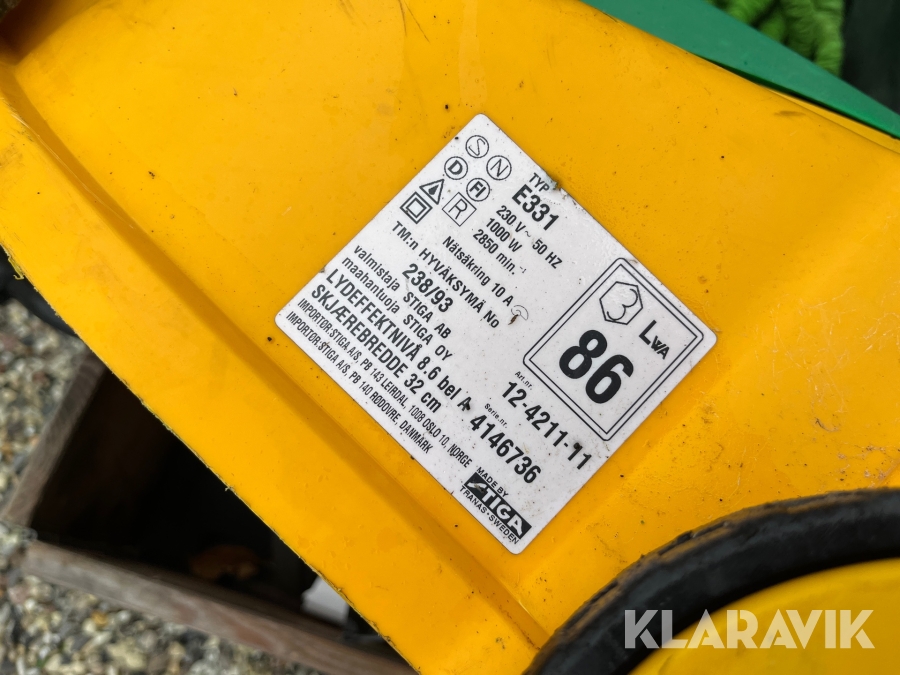 S N
D FI
R
TYP
E331
230 V~ 50 HZ
1000 W
2850 min.-1
Nätsäkring 10 A
TM:n HYVÄKSYMÄ No
238/93
valmistaja STIGA AB
maahantuoja STIGA OY
LYDEFFEKTNIVÅ 8.6 bel A
SKJÆREBREDDE 32 cm
IMPORTØR:STIGA A/S, PB 143 LEIRDAL, 1008 OSLO 10, NORGE
IMPORTØR:STIGA A/S, PB 140 RØDOVRE, DANMARK
3 LWA
86
Art.nr.
12-4211-11
Serie.nr.
4146736
MADE BY
STIGA
TRANÅS·SWEDEN
KLARAVIK